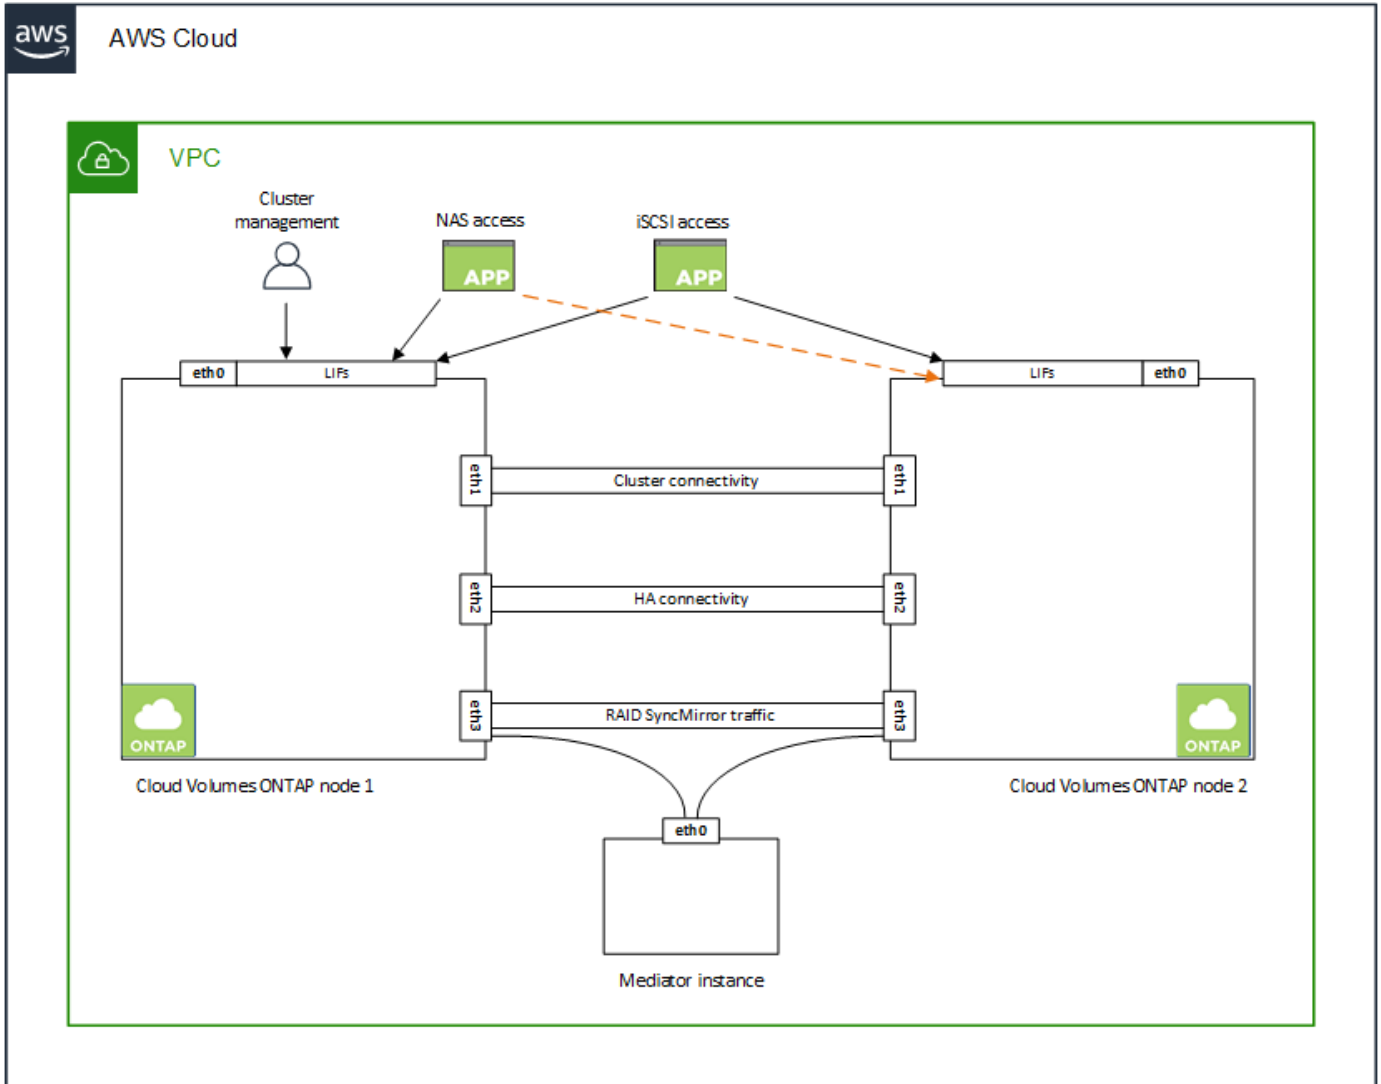 aws
AWS Cloud
VPC
Cluster
management
NAS access
iSCSI access
APP
APP
eth0
LIFs
LIFs
eth0
eth1
Cluster connectivity
eth1
eth2
HA connectivity
eth2
eth3
RAID SyncMirror traffic
eth3
ONTAP
ONTAP
Cloud Volumes ONTAP node 1
Cloud Volumes ONTAP node 2
eth0
Mediator instance